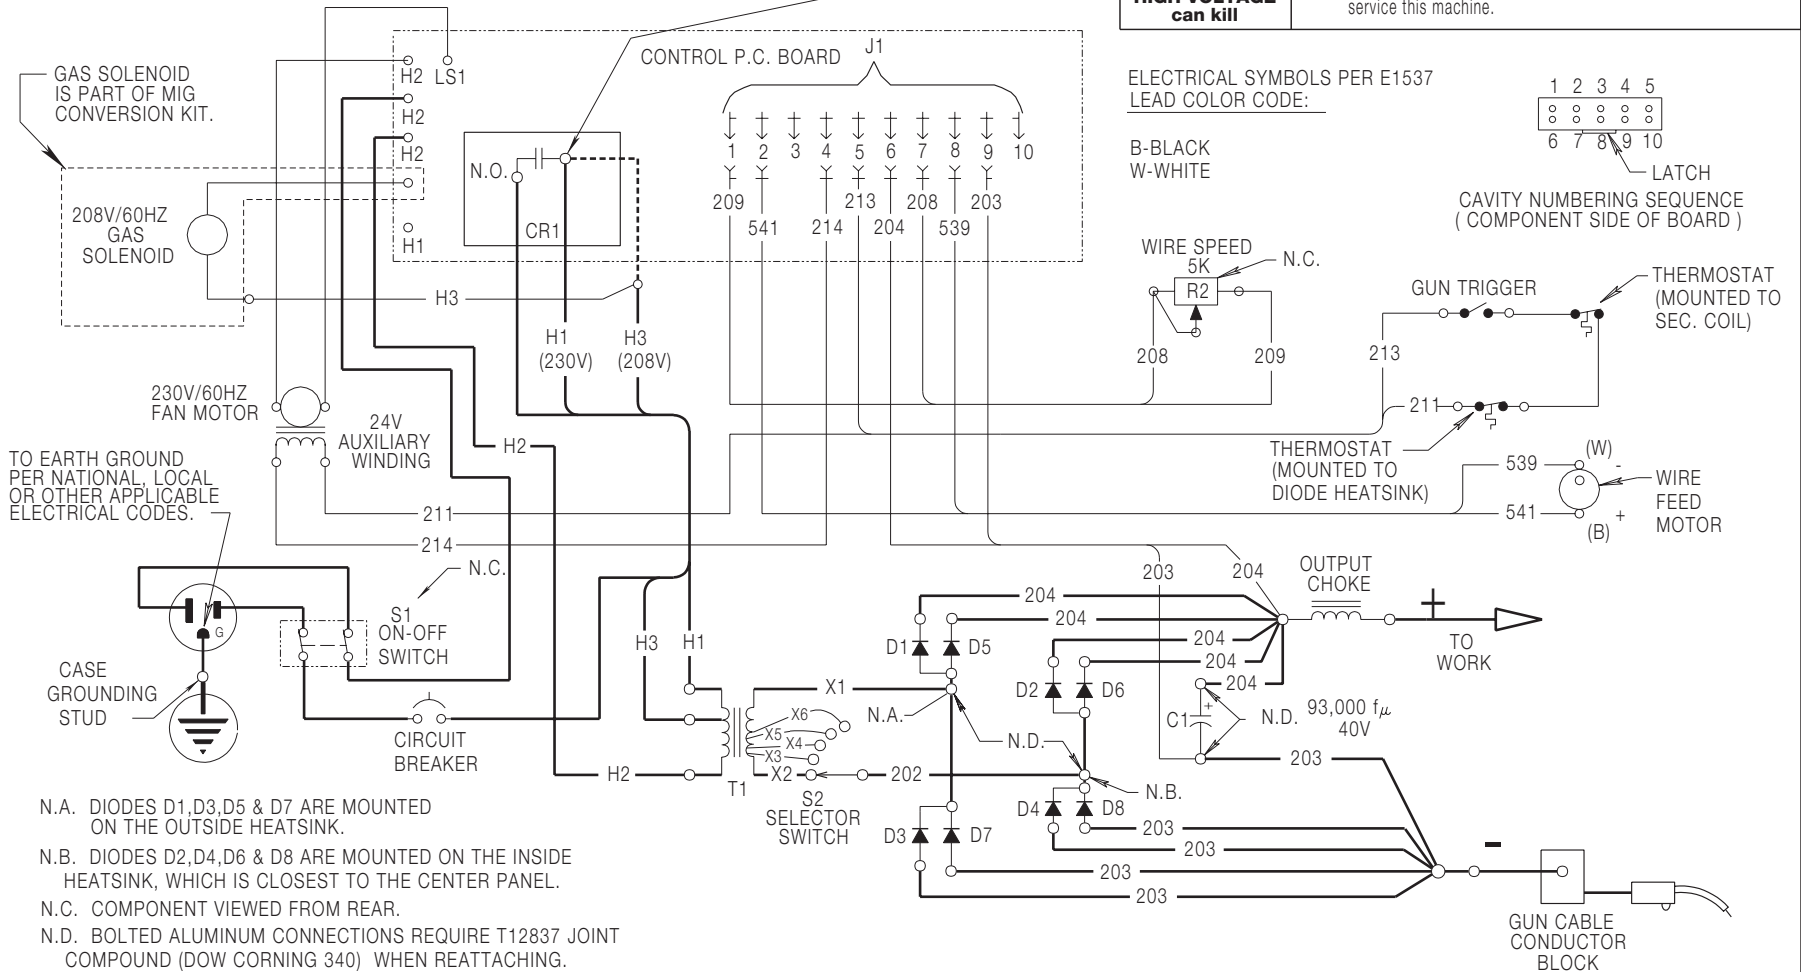 HIGH VOLTAGE
can kill
service this machine.
GAS SOLENOID
IS PART OF MIG
CONVERSION KIT.
H2 LS1
H2
H2
H1
CONTROL P.C. BOARD
J1
N.O.
CR1
1 2 3 4 5 6 7 8 9 10
209 213 208 203
541 214 204 539
ELECTRICAL SYMBOLS PER E1537
LEAD COLOR CODE:
B-BLACK
W-WHITE
1 2 3 4 5
6 7 8 9 10
LATCH
CAVITY NUMBERING SEQUENCE
( COMPONENT SIDE OF BOARD )
208V/60HZ
GAS
SOLENOID
H3
H1
(230V)
H3
(208V)
WIRE SPEED
5K
R2
N.C.
208
209
GUN TRIGGER
THERMOSTAT
(MOUNTED TO
SEC. COIL)
213
211
THERMOSTAT
(MOUNTED TO
DIODE HEATSINK)
(W)
-
539
541
+
(B)
WIRE
FEED
MOTOR
230V/60HZ
FAN MOTOR
24V
AUXILIARY
WINDING
H2
TO EARTH GROUND
PER NATIONAL, LOCAL
OR OTHER APPLICABLE
ELECTRICAL CODES.
211
214
N.C.
S1
ON-OFF
SWITCH
G
CASE
GROUNDING
STUD
CIRCUIT
BREAKER
H3
H1
H2
T1
X1
X6
X5
X4
X3
X2
S2
SELECTOR
SWITCH
202
N.A.
N.D.
N.B.
D1
D5
D2
D6
D3
D7
D4
D8
204
204
204
204
204
203
204
OUTPUT
CHOKE
+
TO
WORK
C1
+
N.D.
93,000 fμ
40V
203
203
203
203
203
-
GUN CABLE
CONDUCTOR
BLOCK
N.A. DIODES D1,D3,D5 & D7 ARE MOUNTED
ON THE OUTSIDE HEATSINK.
N.B. DIODES D2,D4,D6 & D8 ARE MOUNTED ON THE INSIDE
HEATSINK, WHICH IS CLOSEST TO THE CENTER PANEL.
N.C. COMPONENT VIEWED FROM REAR.
N.D. BOLTED ALUMINUM CONNECTIONS REQUIRE T12837 JOINT
COMPOUND (DOW CORNING 340) WHEN REATTACHING.